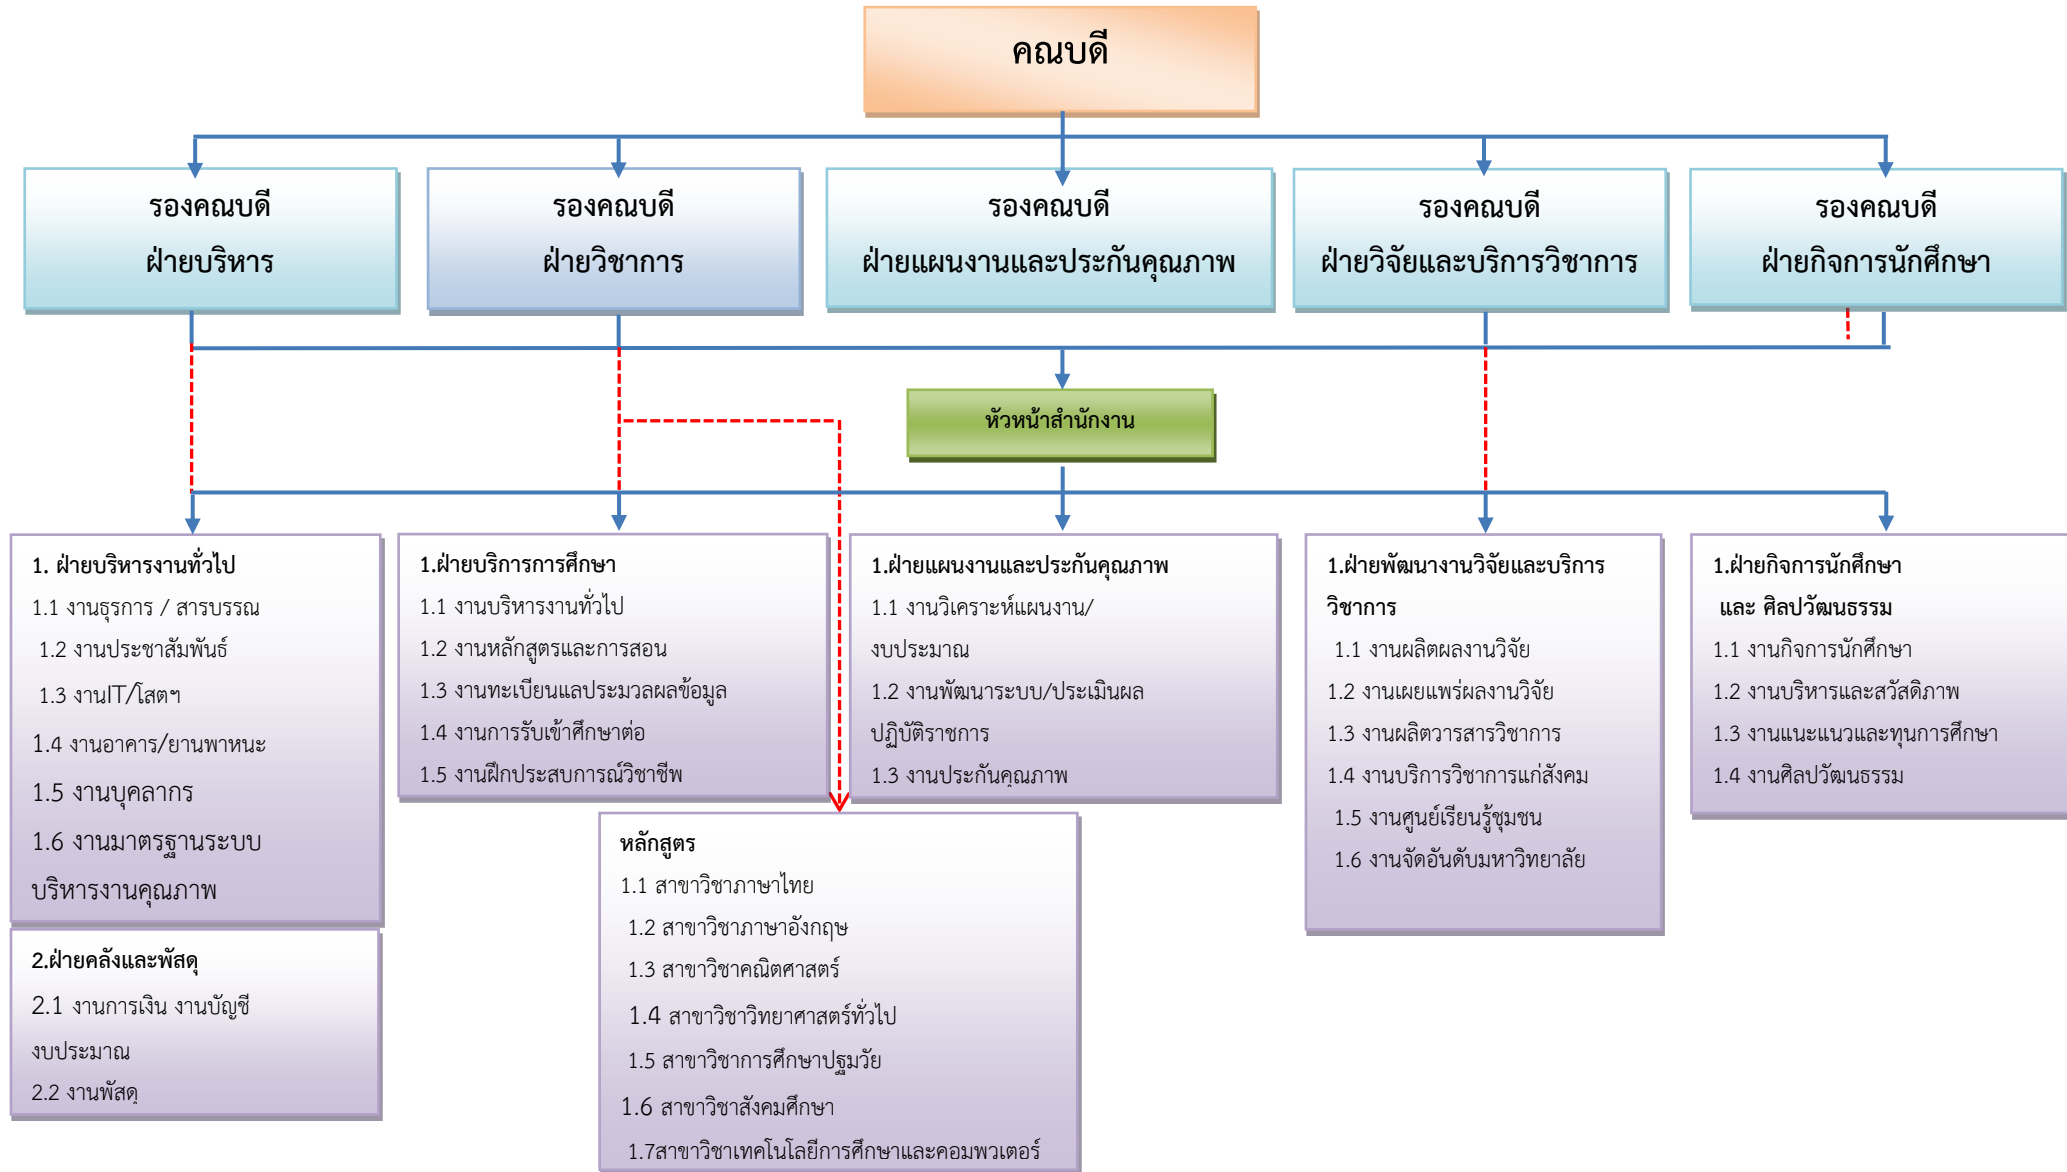 คณบดี
รองคณบดี
ฝ่ายบริหาร
รองคณบดี
ฝ่ายวิชาการ
รองคณบดี
ฝ่ายแผนงานและประกันคุณภาพ
รองคณบดี
ฝ่ายวิจัยและบริการวิชาการ
รองคณบดี
ฝ่ายกิจการนักศึกษา
หัวหน้าสำนักงาน
1. ฝ่ายบริหารงานทั่วไป
1.1 งานธุรการ / สารบรรณ
1.2 งานประชาสัมพันธ์
1.3 งานIT/โสตฯ
1.4 งานอาคาร/ยานพาหนะ
1.5 งานบุคลากร
1.6 งานมาตรฐานระบบ
บริหารงานคุณภาพ
2.ฝ่ายคลังและพัสดุ
2.1 งานการเงิน งานบัญชี
งบประมาณ
2.2 งานพัสดุ
1.ฝ่ายบริการการศึกษา
1.1 งานบริหารงานทั่วไป
1.2 งานหลักสูตรและการสอน
1.3 งานทะเบียนแลประมวลผลข้อมูล
1.4 งานการรับเข้าศึกษาต่อ
1.5 งานฝึกประสบการณ์วิชาชีพ
หลักสูตร
1.1 สาขาวิชาภาษาไทย
1.2 สาขาวิชาภาษาอังกฤษ
1.3 สาขาวิชาคณิตศาสตร์
1.4 สาขาวิชาวิทยาศาสตร์ทั่วไป
1.5 สาขาวิชาการศึกษาปฐมวัย
1.6 สาขาวิชาสังคมศึกษา
1.7สาขาวิชาเทคโนโลยีการศึกษาและคอมพวเตอร์
1.ฝ่ายแผนงานและประกันคุณภาพ
1.1 งานวิเคราะห์แผนงาน/
งบประมาณ
1.2 งานพัฒนาระบบ/ประเมินผล
ปฏิบัติราชการ
1.3 งานประกันคุณภาพ
1.ฝ่ายพัฒนางานวิจัยและบริการ
วิชาการ
1.1 งานผลิตผลงานวิจัย
1.2 งานเผยแพร่ผลงานวิจัย
1.3 งานผลิตวารสารวิชาการ
1.4 งานบริการวิชาการแก่สังคม
1.5 งานศูนย์เรียนรู้ชุมชน
1.6 งานจัดอันดับมหาวิทยาลัย
1.ฝ่ายกิจการนักศึกษา
และ ศิลปวัฒนธรรม
1.1 งานกิจการนักศึกษา
1.2 งานบริหารและสวัสดิภาพ
1.3 งานแนะแนวและทุนการศึกษา
1.4 งานศิลปวัฒนธรรม